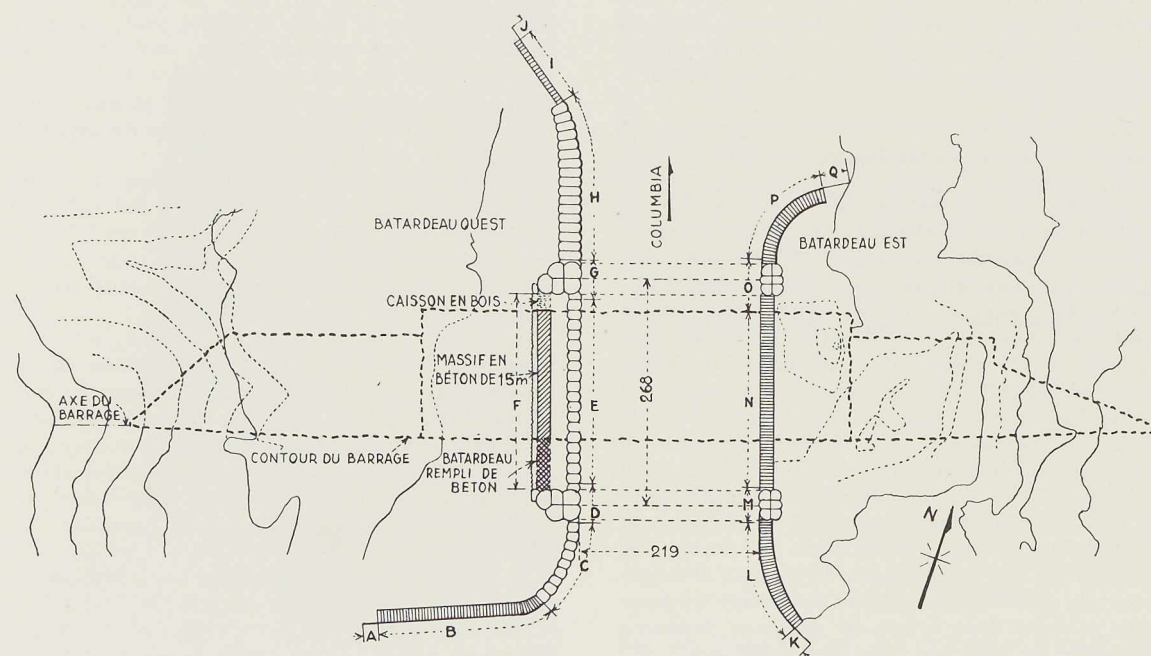 J
I
H
BATARDEAU OUEST
COLUMBIA
P
Q
BATARDEAU EST
G
O
CAISSON EN BOIS
MASSIF EN
BÉTON DE 15m
F
E
268
N
AXE DU
BARRAGE
CONTOUR DU BARRAGE
BATARDEAU
REMPLI DE
BÉTON
D
M
C
219
L
N
A
B
K